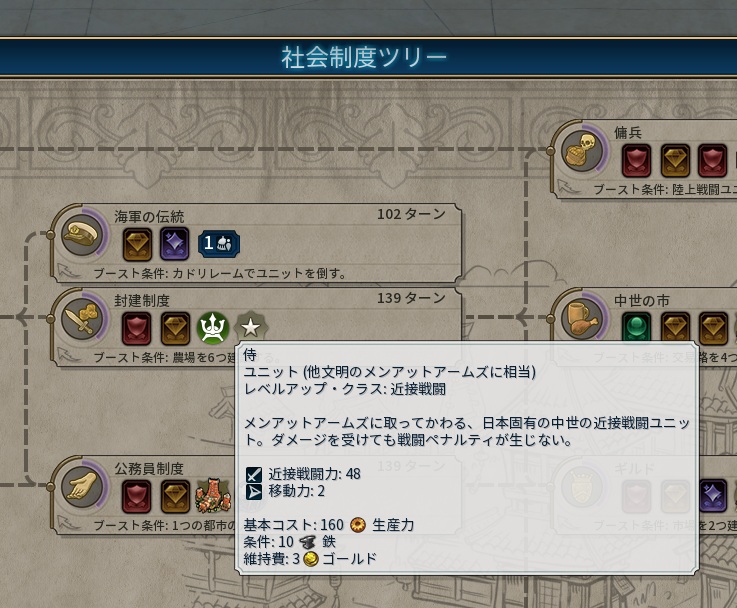 社会制度ツリー
傭兵
ブースト条件: 陸上戦闘ユニ
海軍の伝統
102 ターン
1
ブースト条件: カドリレームでユニットを倒す。
封建制度
139 ターン
ブースト条件: 農場を6つ建
中世の市
ブースト条件: 交易路を4つ
侍
ユニット (他文明のメンアットアームズに相当)
レベルアップ・クラス: 近接戦闘
メンアットアームズに取ってかわる、日本固有の中世の近接戦闘ユニッ
ト。ダメージを受けても戦闘ペナルティが生じない。
近接戦闘力: 48
移動力: 2
基本コスト: 160 生産力
条件: 10 鉄
維持費: 3 ゴールド
公務員制度
139 ターン
ブースト条件: 1つの都市の
ギルド
ブースト条件: 市場を2つ建